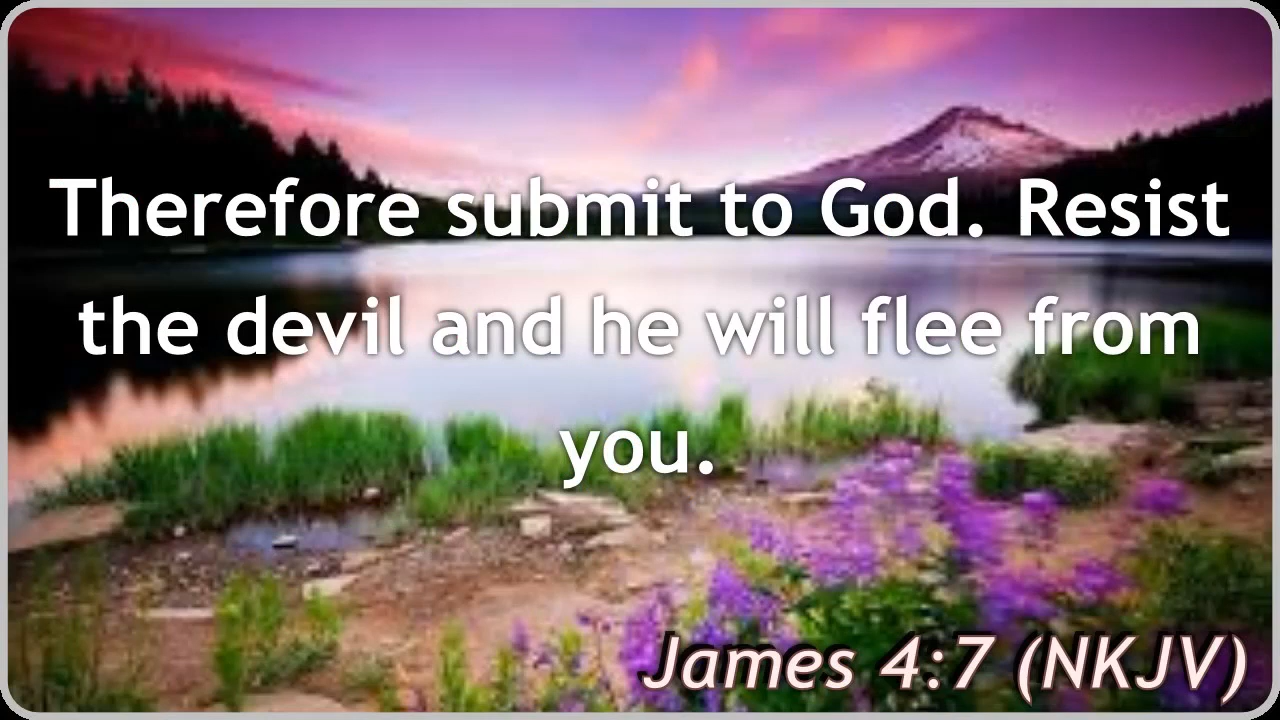 Therefore submit to God. Resist
the devil and he will flee from
you.
James 4:7 (NKJV)